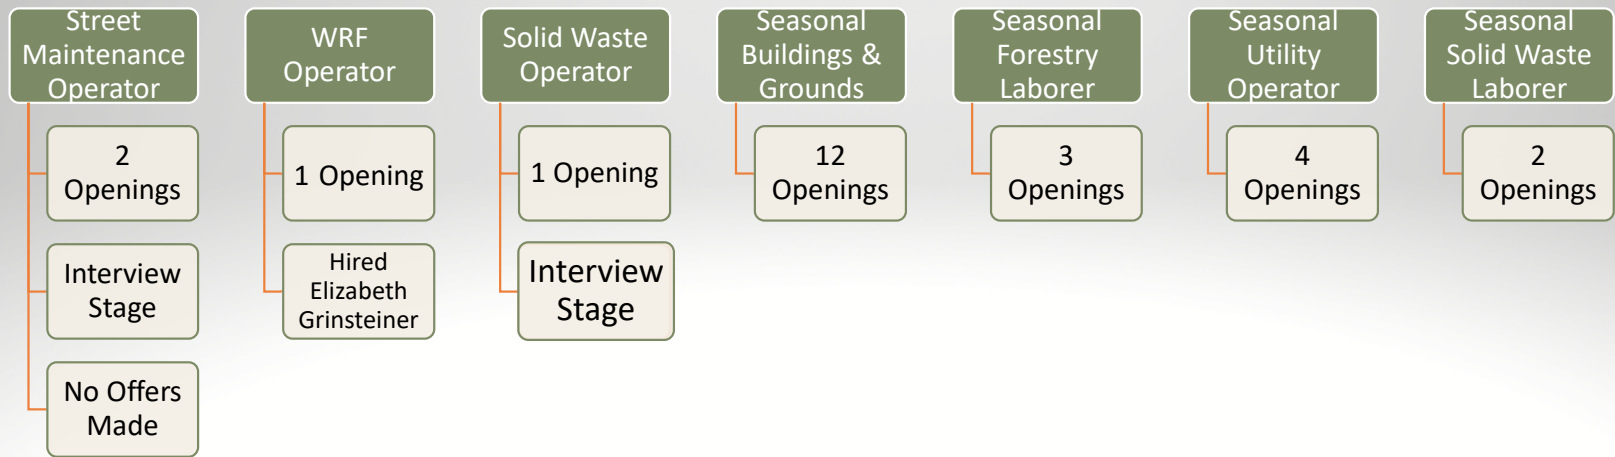 Street
Maintenance
Operator
2
Openings
Interview
Stage
No Offers
Made
WRF
Operator
1 Opening
Hired
Elizabeth
Grinsteiner
Solid Waste
Operator
1 Opening
Interview
Stage
Seasonal
Buildings &
Grounds
12
Openings
Seasonal
Forestry
Laborer
3
Openings
Seasonal
Utility
Operator
4
Openings
Seasonal
Solid Waste
Laborer
2
Openings